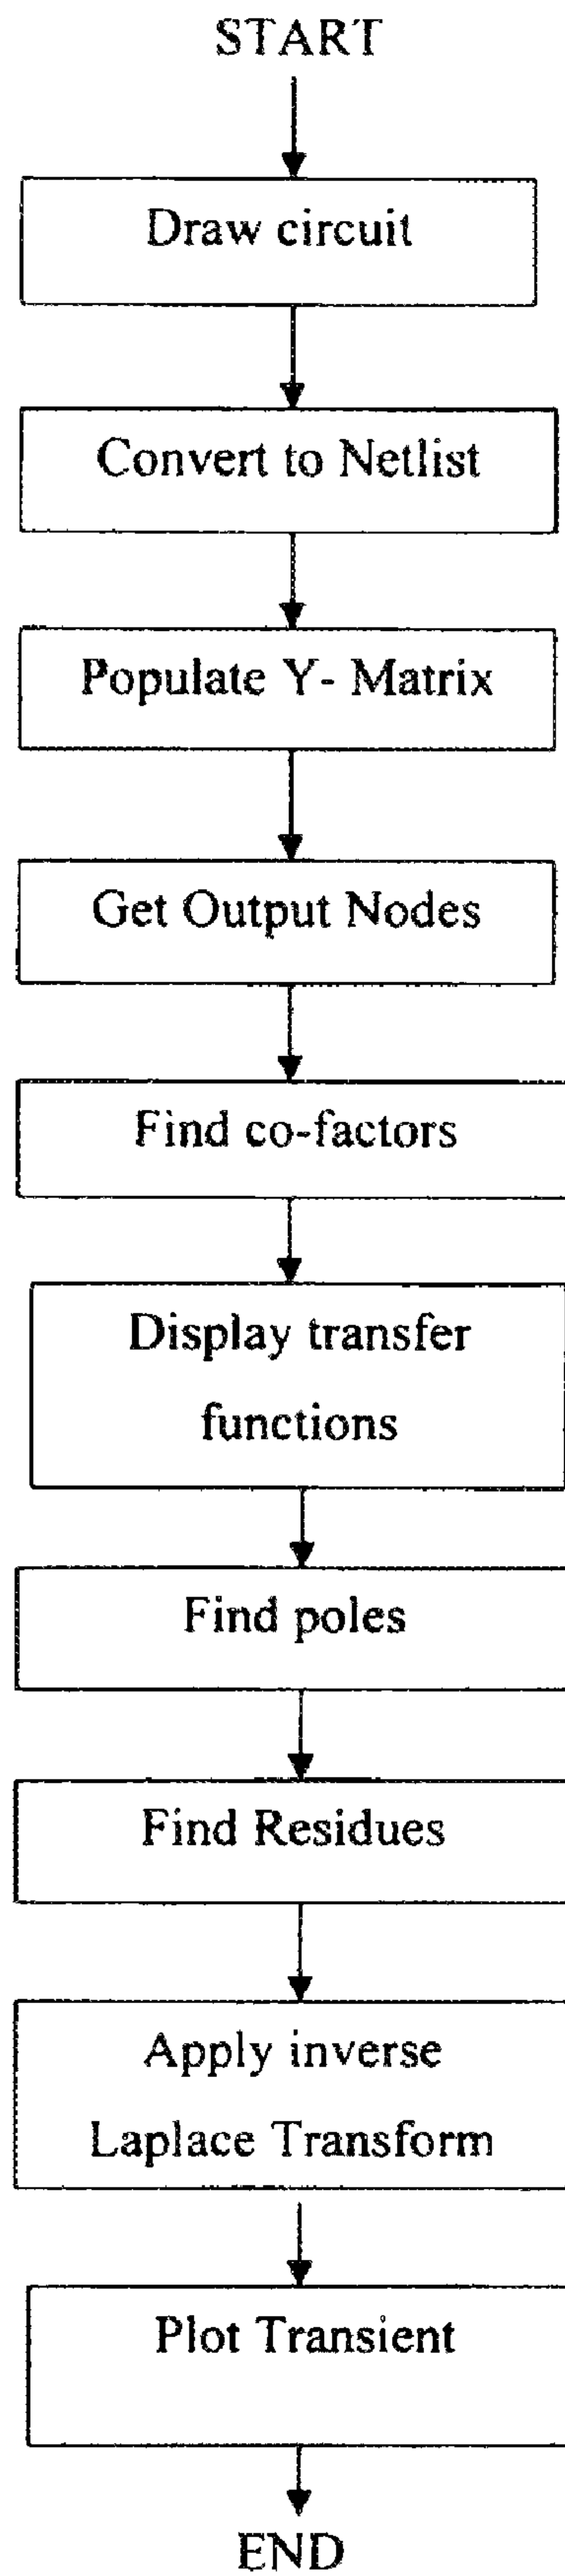 START
Draw circuit
Convert to Netlist
Populate Y- Matrix
Get Output Nodes
Find co-factors
Display transfer
functions
Find poles
Find Residues
Apply inverse
Laplace Transform
Plot Transient
END